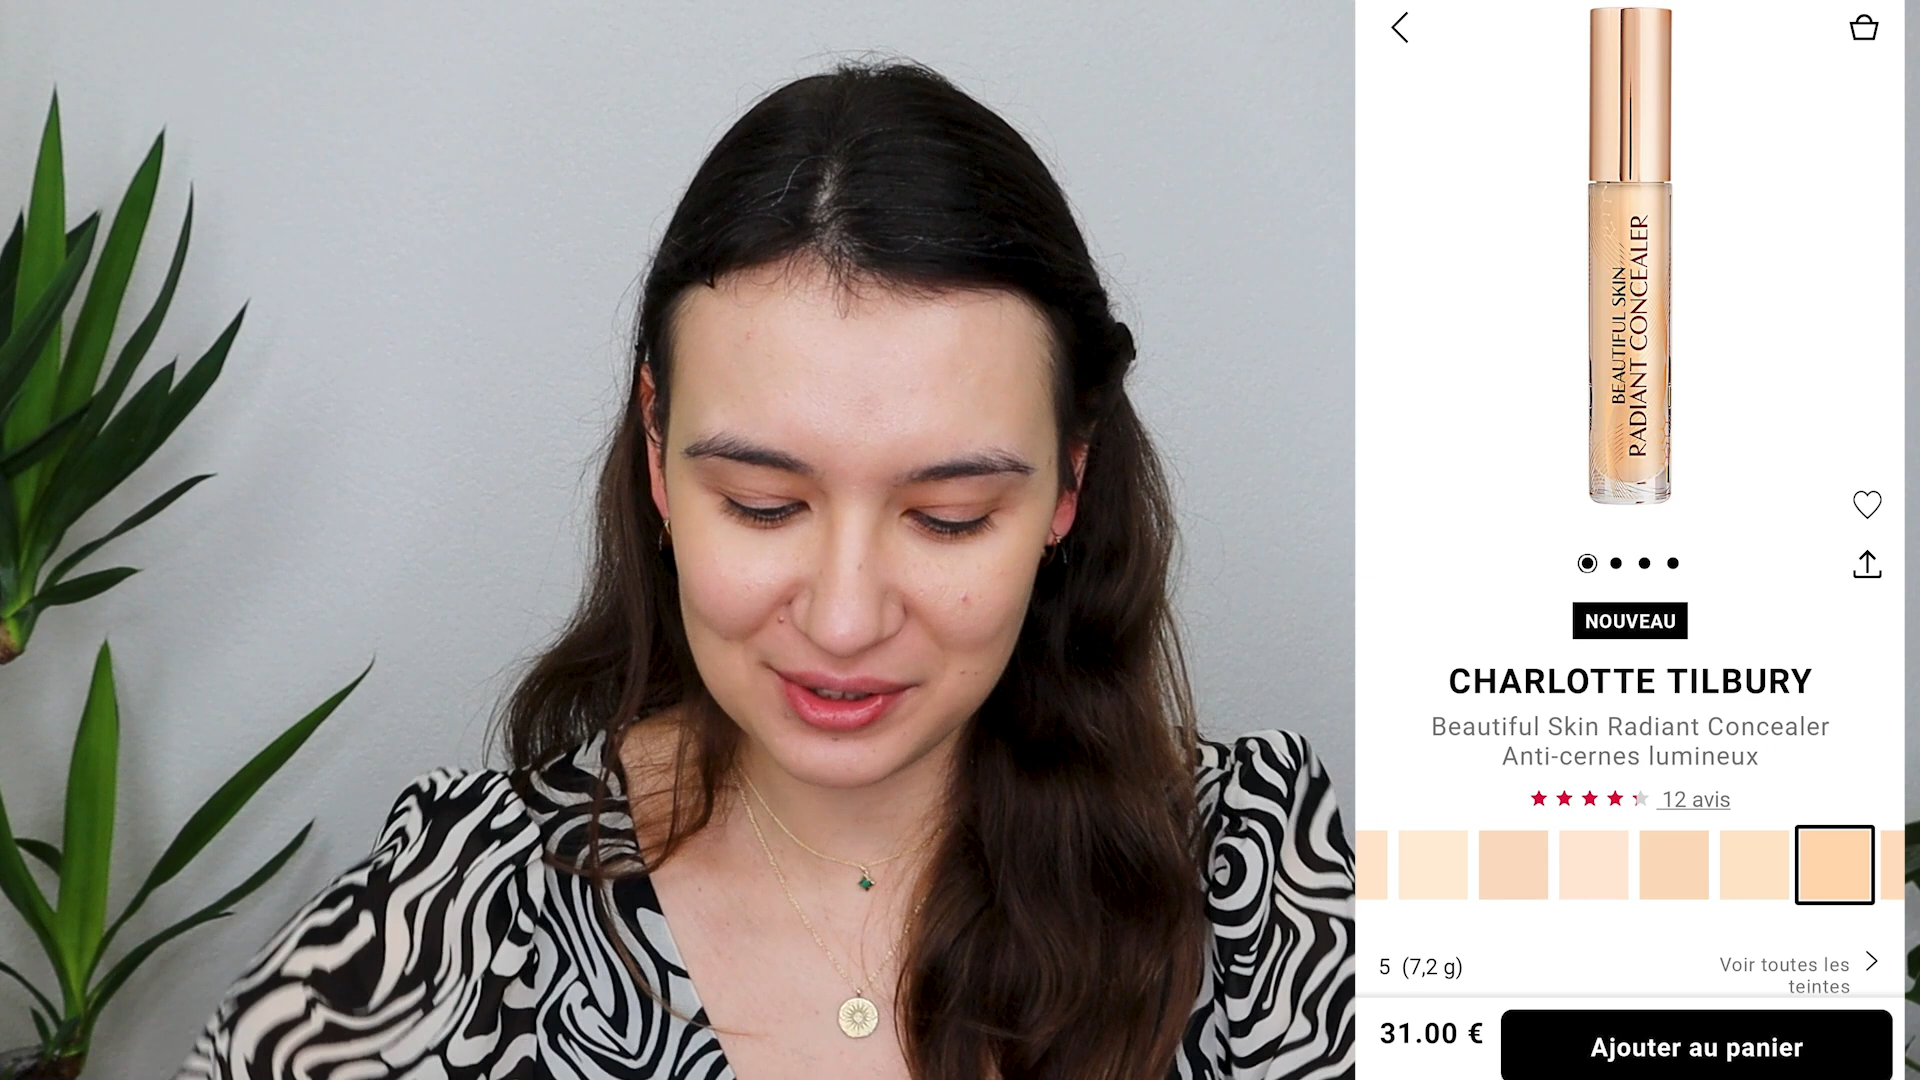 BEAUTIFUL SKIN
RADIANT CONCEALER
NOUVEAU
CHARLOTTE TILBURY
Beautiful Skin Radiant Concealer
Anti-cernes lumineux
12 avis
5 (7,2 g)
Voir toutes les
teintes
31.00 €
Ajouter au panier